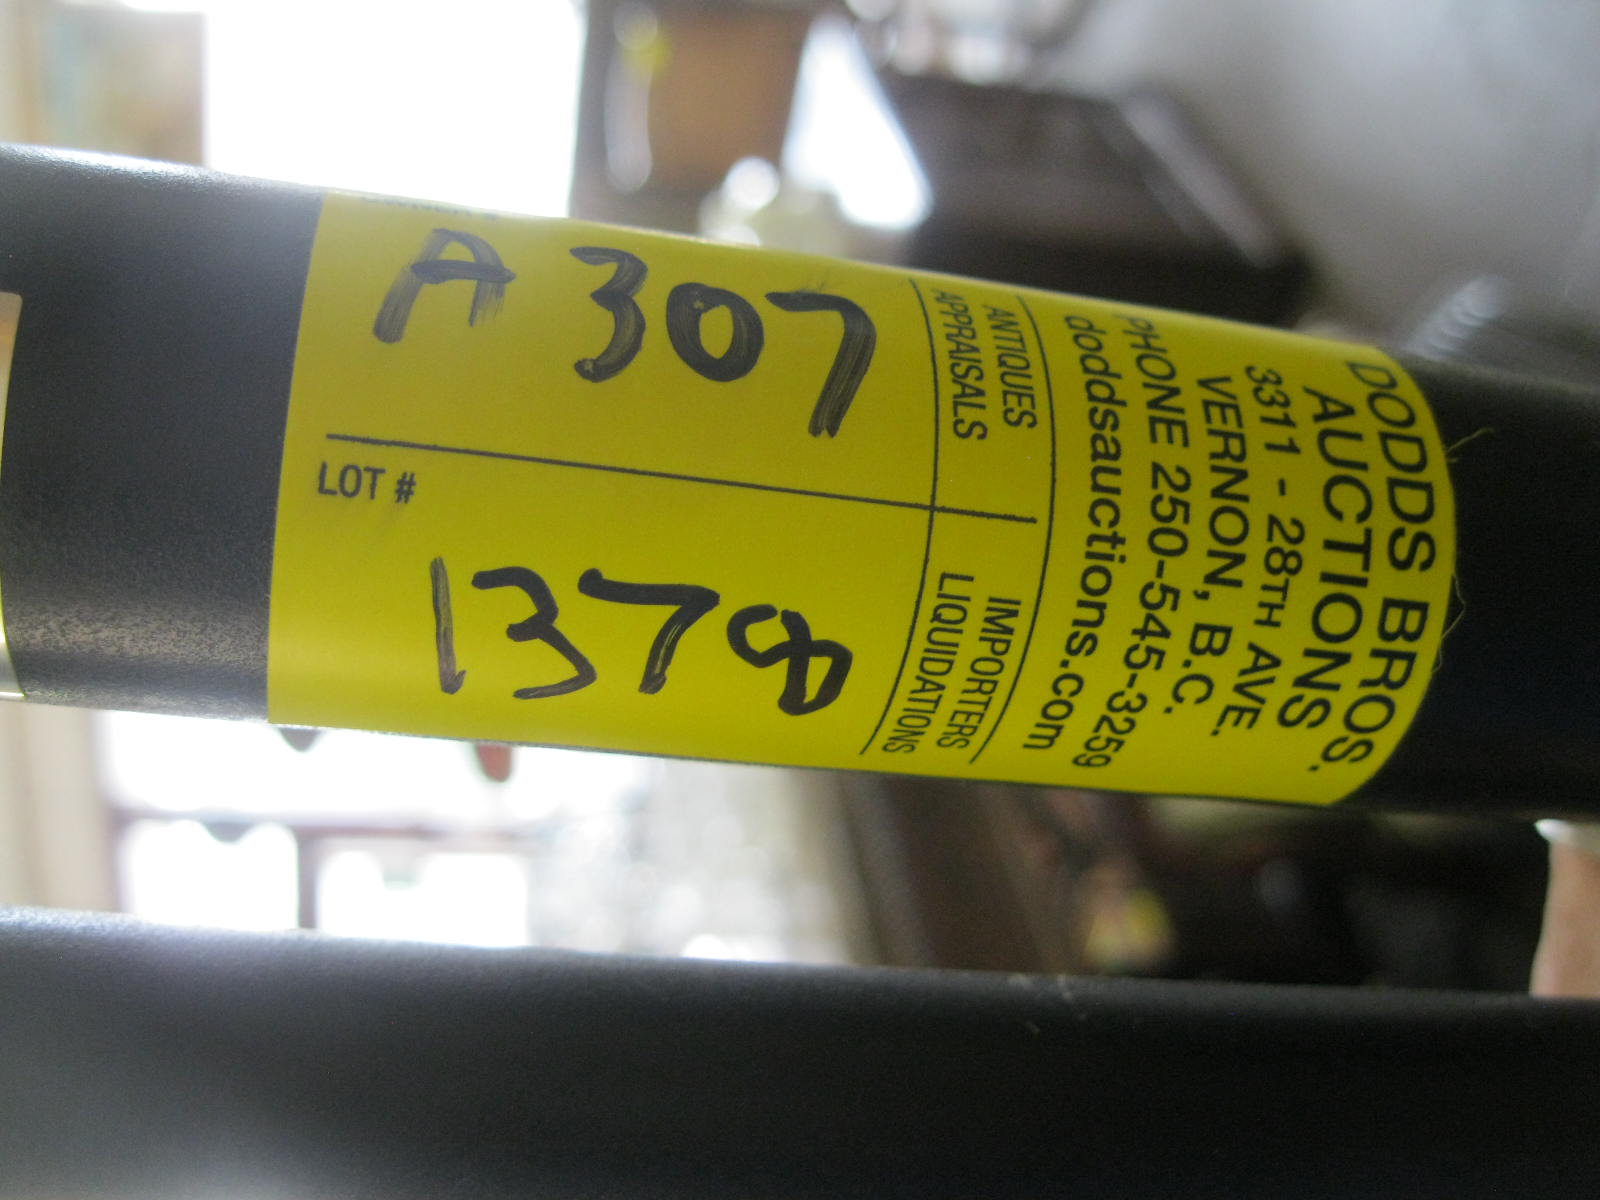 DODDS BROS.
AUCTIONS
3311 - 28TH AVE.
VERNON, B.C.
PHONE 250-545-3259
doddsauctions.com
ANTIQUES
APPRAISALS
IMPORTERS
LIQUIDATIONS
A 307
LOT #
1378